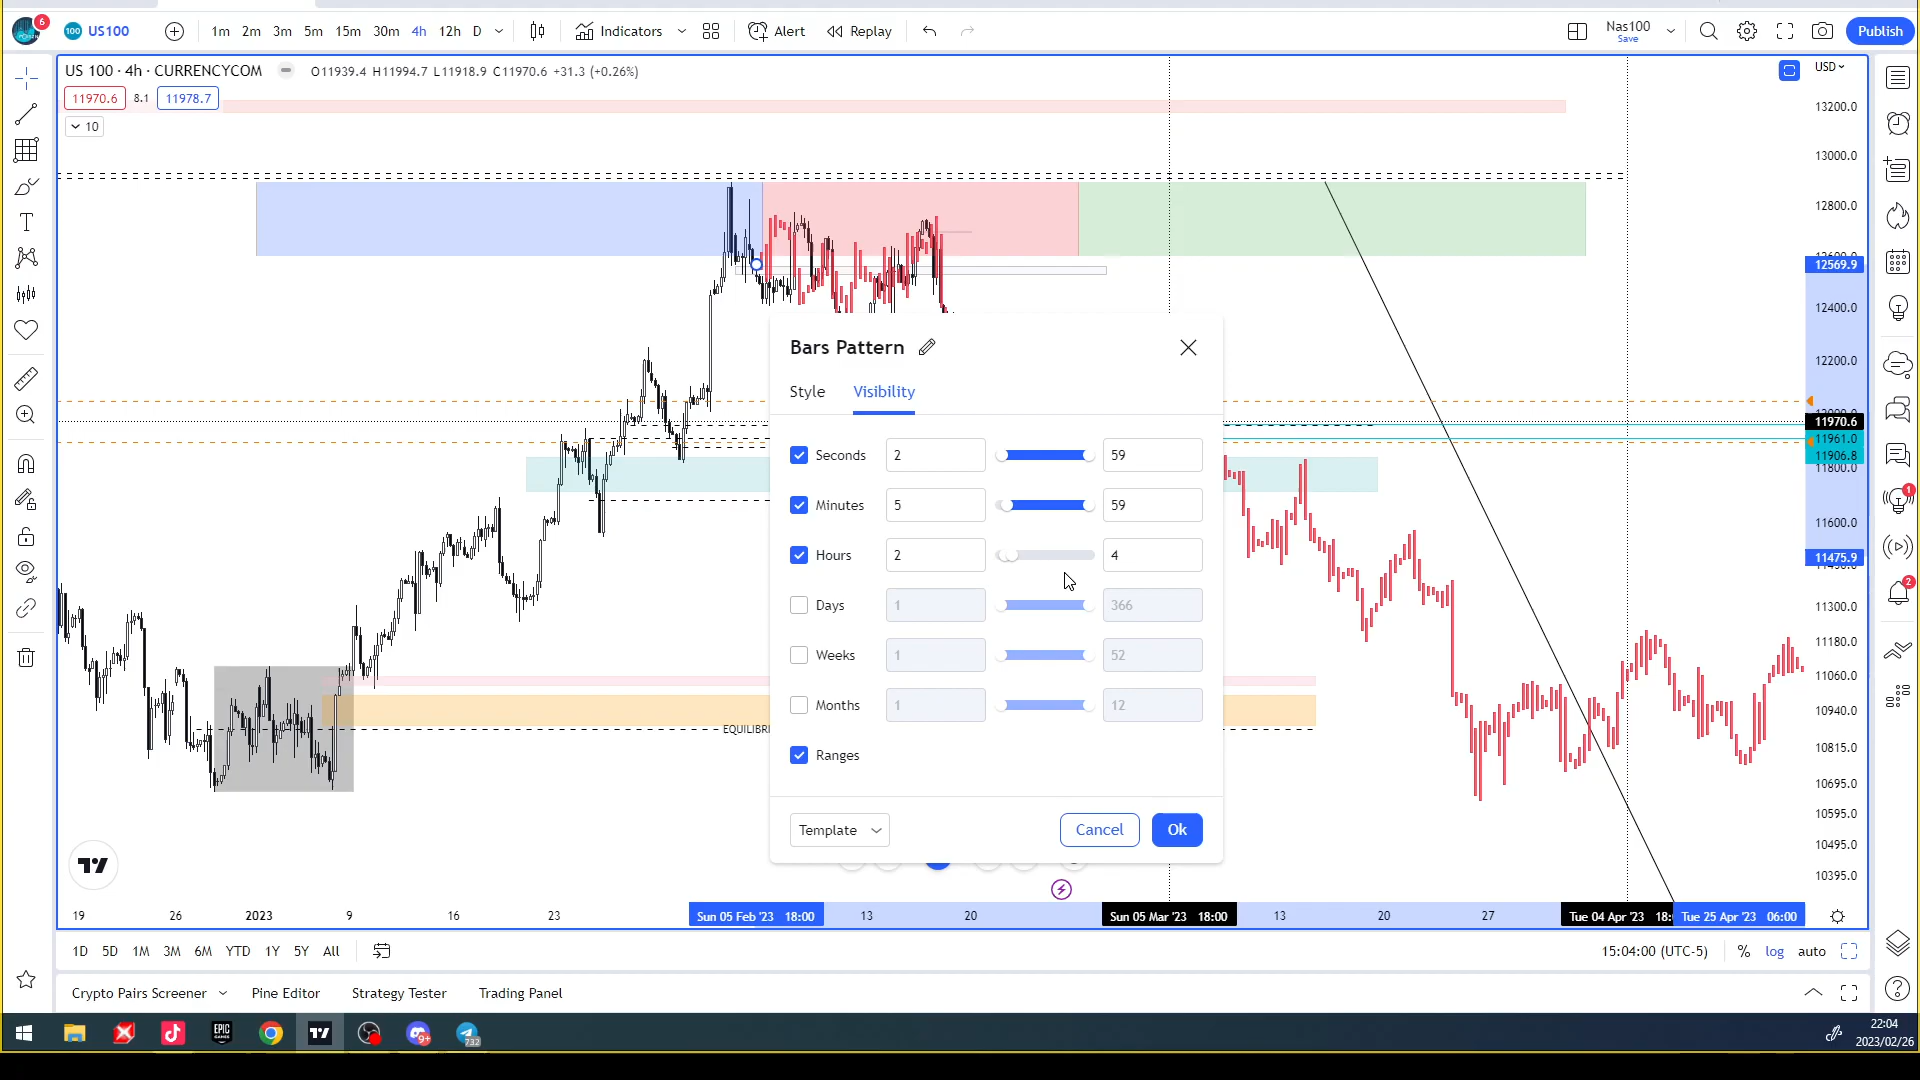 6
100 US100
1m 2m 3m 5m 15m 30m 4h 12h D
Indicators
Alert
Replay
Nas100
Save
Publish
US 100 · 4h · CURRENCYCOM
O11939.4 H11994.7 L11918.9 C11970.6 +31.3 (+0.26%)
USD
11970.6 8.1 11978.7
10
13200.0
13000.0
12800.0
12569.9
12400.0
12200.0
11970.6
11961.0
11906.8
11800.0
11600.0
11475.9
11300.0
11180.0
11060.0
10940.0
10815.0
10695.0
10595.0
10495.0
10395.0
Bars Pattern
Style Visibility
Seconds 2 59
Minutes 5 59
Hours 2 4
Days 1 366
Weeks 1 52
Months 1 12
Ranges
Template Cancel Ok
1
2
19 26 2023 9 16 23 Sun 05 Feb '23 18:00 13 20 Sun 05 Mar '23 18:00 13 20 27 Tue 04 Apr '23 Tue 25 Apr '23 06:00
1D 5D 1M 3M 6M YTD 1Y 5Y All
15:04:00 (UTC-5) % log auto
Crypto Pairs Screener Pine Editor Strategy Tester Trading Panel
EPIC GAMES
9+
732
22:04
2023/02/26